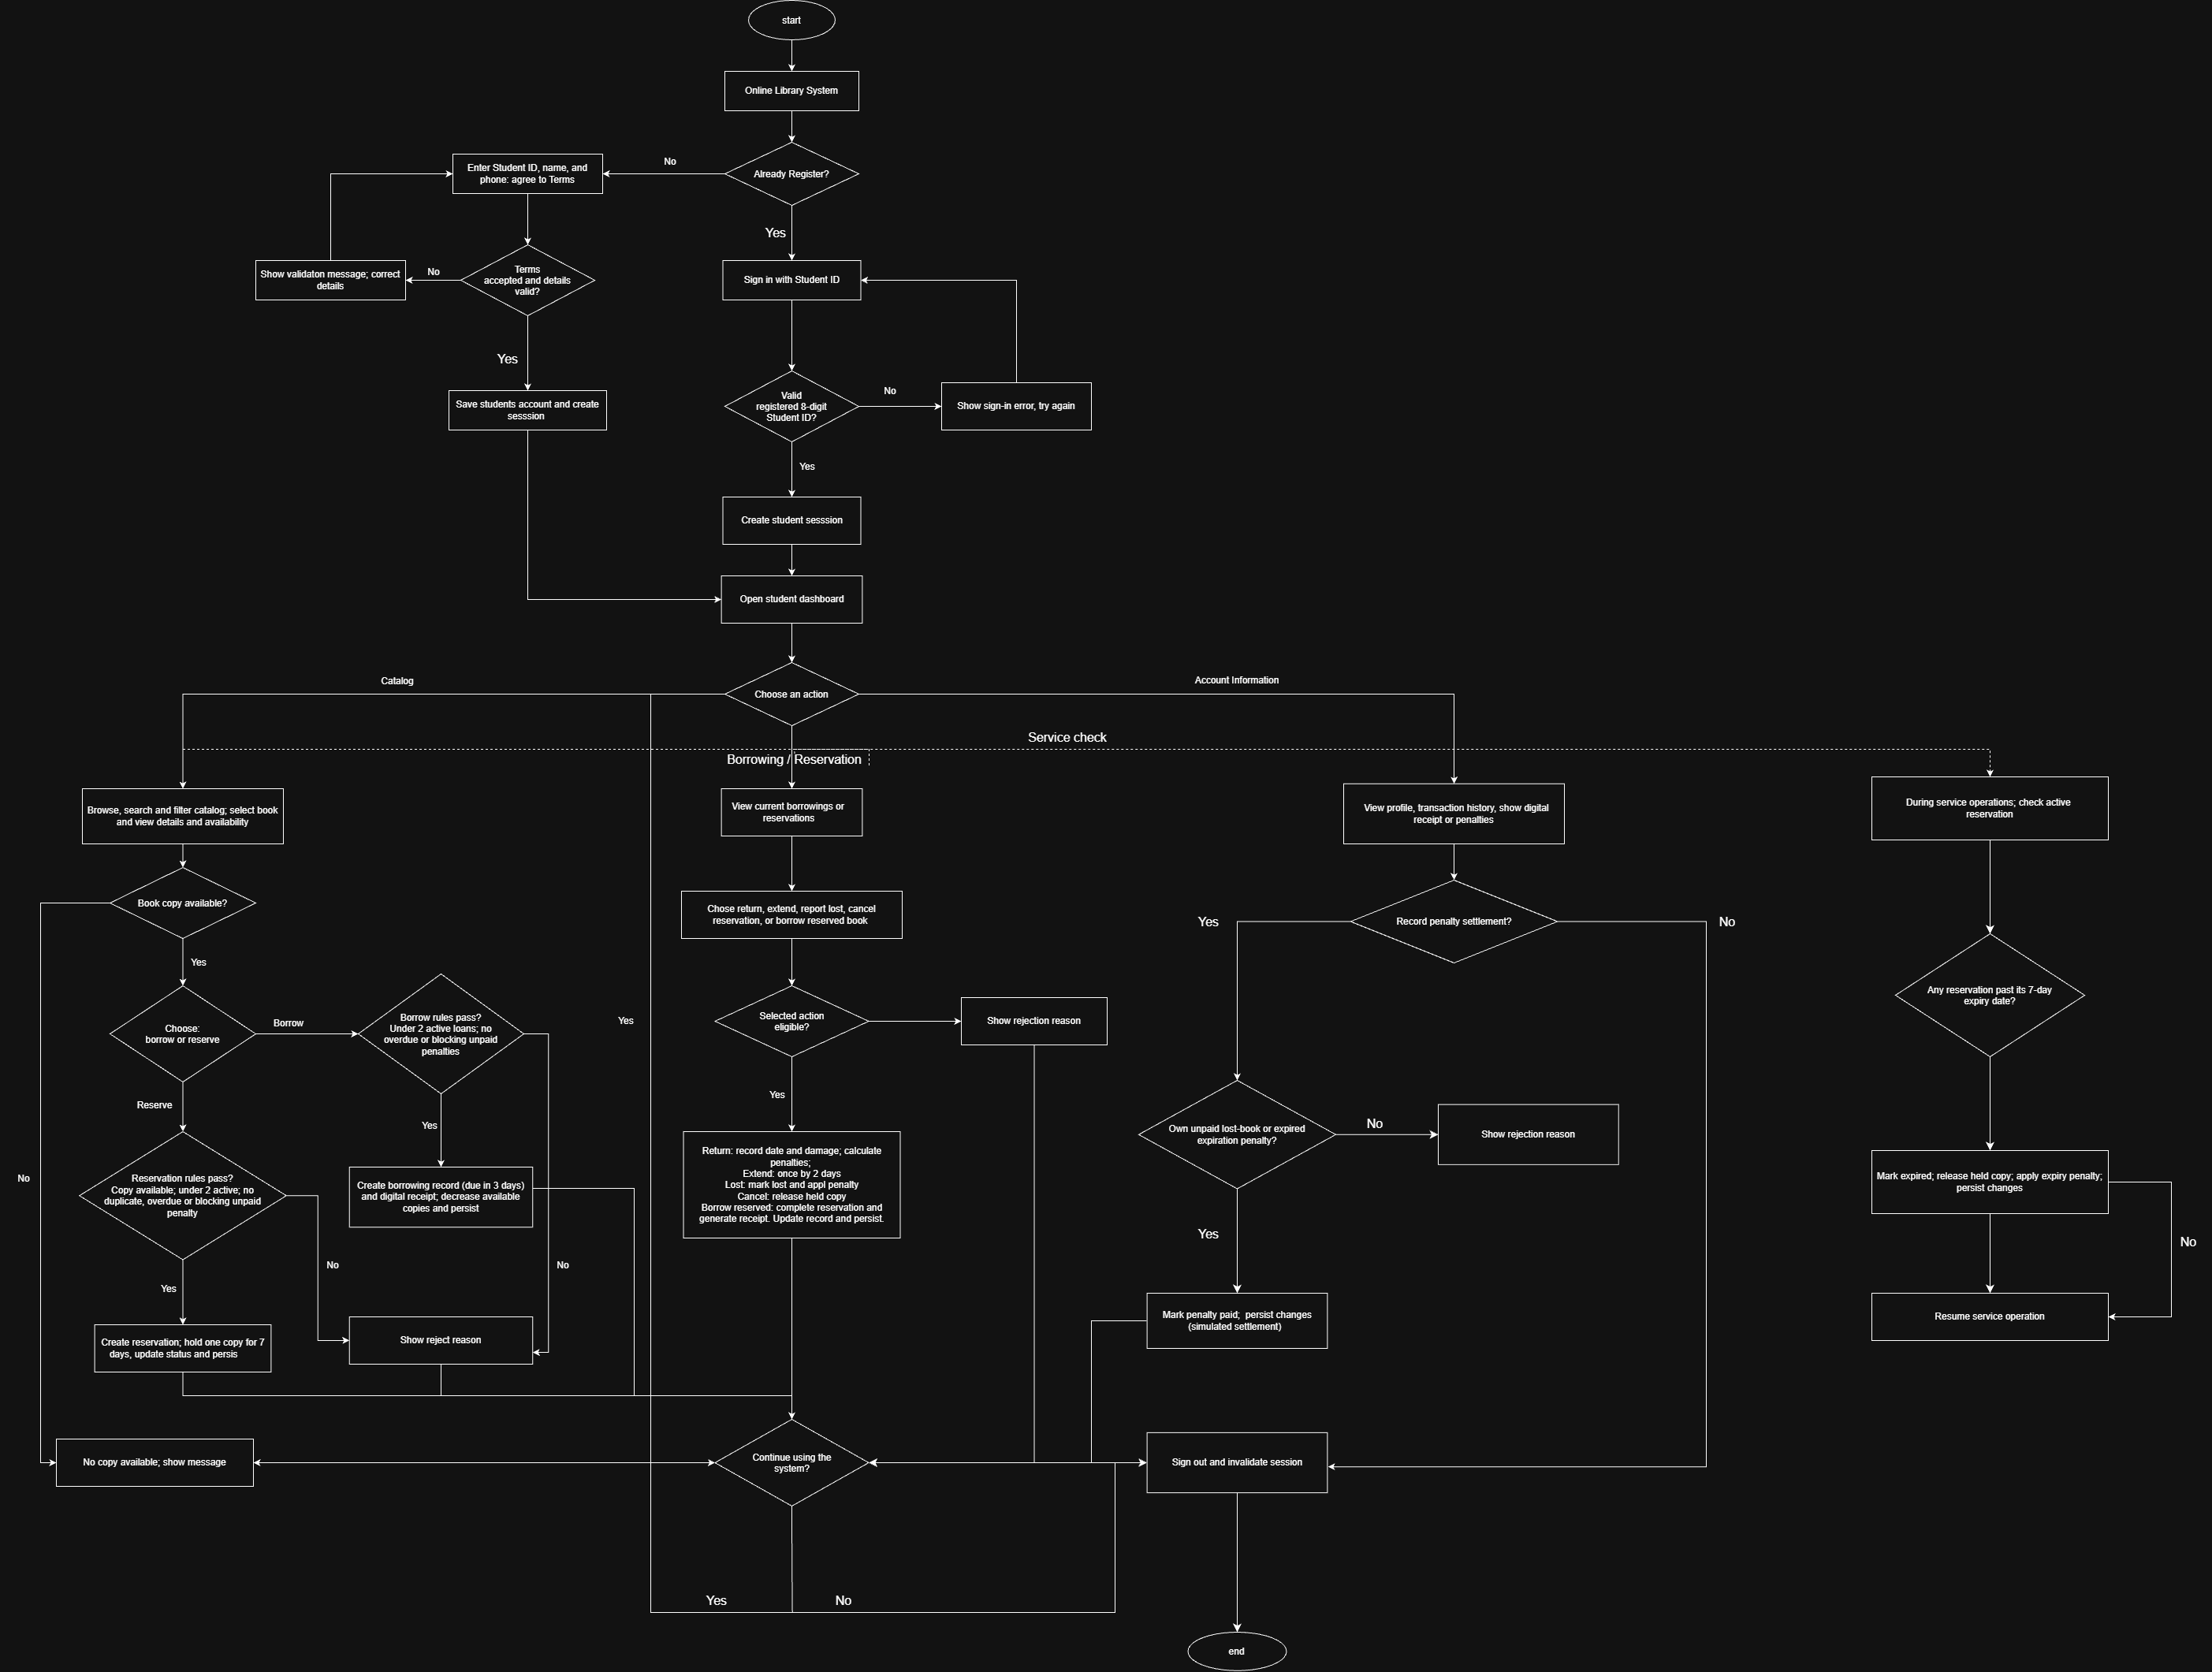 start
Online Library System
Already Register?
No
Enter Student ID, name, and
phone: agree to Terms
Yes
Terms
accepted and details
valid?
No
Show validaton message; correct
details
Sign in with Student ID
Yes
Save students account and create
sesssion
Valid
registered 8-digit
Student ID?
No
Show sign-in error, try again
Yes
Create student sesssion
Open student dashboard
Choose an action
Catalog
Account Information
Service check
Borrowing / Reservation
Browse, search and filter catalog; select book
and view details and availability
View current borrowings or
reservations
View profile, transaction history, show digital
receipt or penalties
During service operations; check active
reservation
Book copy available?
Chose return, extend, report lost, cancel
reservation, or borrow reserved book
Yes
Record penalty settlement?
No
Yes
Any reservation past its 7-day
expiry date?
Choose:
borrow or reserve
Borrow
Borrow rules pass?
Under 2 active loans; no
overdue or blocking unpaid
penalties
Yes
Selected action
eligible?
Show rejection reason
Reserve
Yes
Yes
Own unpaid lost-book or expired
expiration penalty?
No
Show rejection reason
No
Reservation rules pass?
Copy available; under 2 active; no
duplicate, overdue or blocking unpaid
penalty
Create borrowing record (due in 3 days)
and digital receipt; decrease available
copies and persist
Return: record date and damage; calculate
penalties;
Extend: once by 2 days
Lost: mark lost and appl penalty
Cancel: release held copy
Borrow reserved: complete reservation and
generate receipt. Update record and persist.
Mark expired; release held copy; apply expiry penalty;
persist changes
Yes
No
No
No
Yes
Create reservation; hold one copy for 7
days, update status and persis
Show reject reason
Mark penalty paid;  persist changes
(simulated settlement)
Resume service operation
No copy available; show message
Continue using the
system?
Sign out and invalidate session
Yes
No
end